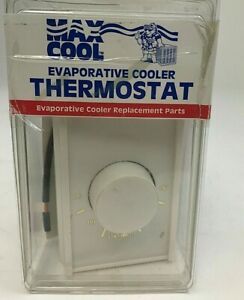 MAX
COOL
EVAPORATIVE COOLER
THERMOSTAT
Evaporative Cooler Replacement Parts